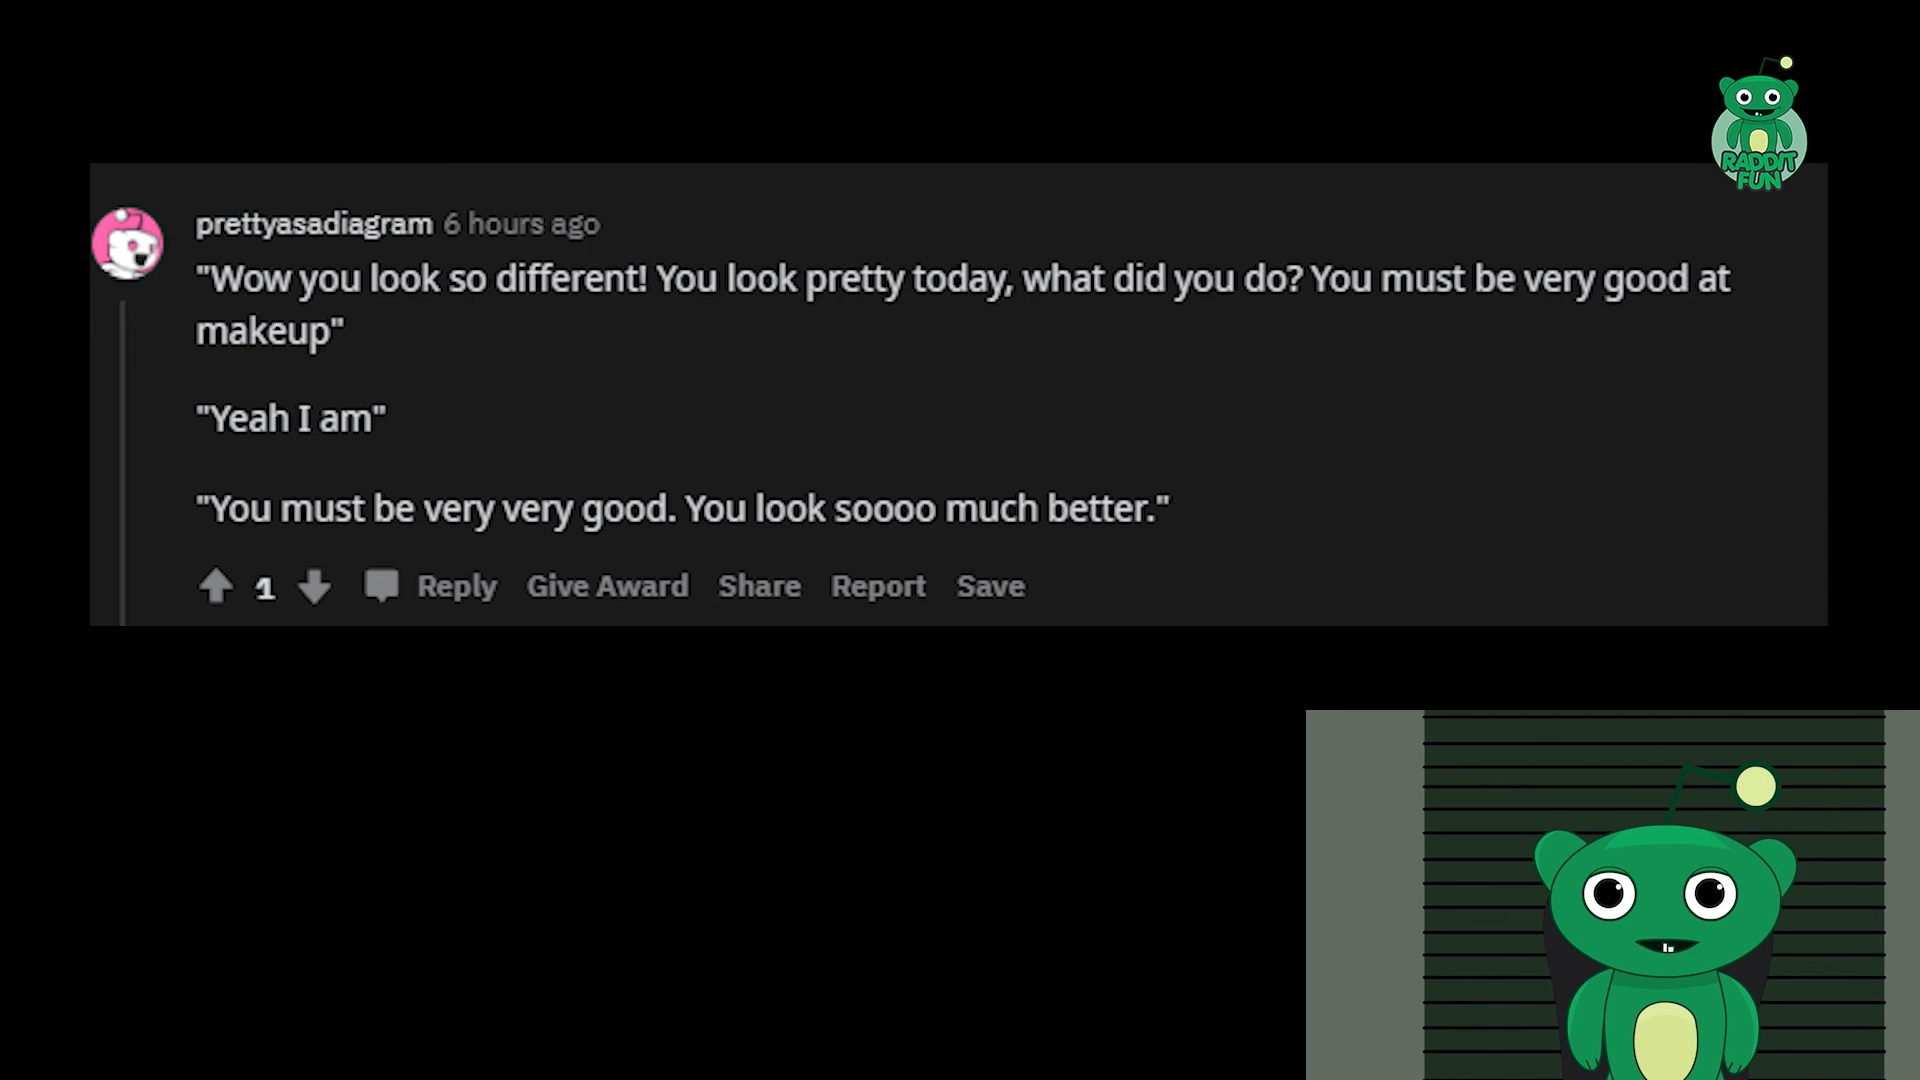 RADDIT
FUN
prettyasadiagram 6 hours ago
"Wow you look so different! You look pretty today, what did you do? You must be very good at
makeup"
"Yeah I am"
"You must be very very good. You look soooo much better."
1 Reply Give Award Share Report Save